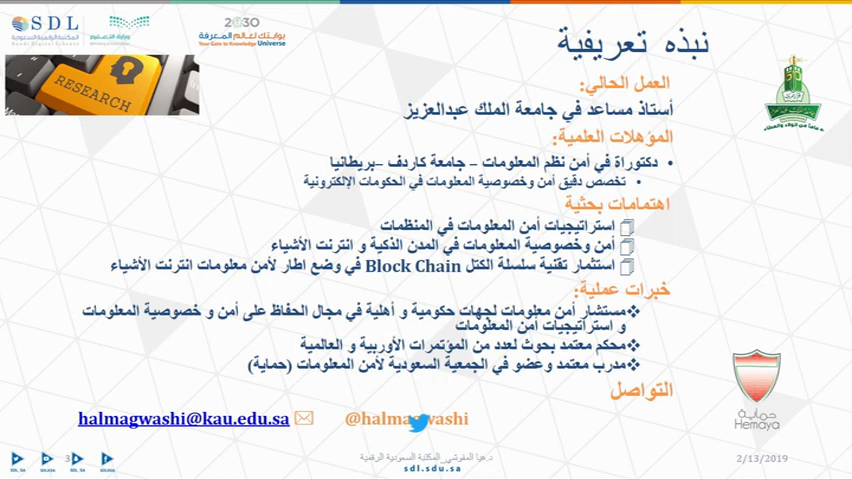 SDL
المكتبة الرقمية السعودية
Saudi Digital Library
وزارة التعليم
2030
بوابتك لعالم المعرفة
Your Gate to Knowledge Universe
RESEARCH
نبذه تعريفية
العمل الحالي:
أستاذ مساعد في جامعة الملك عبدالعزيز
المؤهلات العلمية:
• دكتوراة في أمن نظم المعلومات – جامعة كاردف –بريطانيا
• تخصص دقيق أمن وخصوصية المعلومات في الحكومات الإلكترونية
اهتمامات بحثية
استراتيجيات أمن المعلومات في المنظمات
أمن وخصوصية المعلومات في المدن الذكية و انترنت الأشياء
استثمار تقنية سلسلة الكتل Block Chain في وضع اطار لأمن معلومات انترنت الأشياء
خبرات عملية:
❖مستشار أمن معلومات لجهات حكومية و أهلية في مجال الحفاظ على أمن و خصوصية المعلومات
و استراتيجيات أمن المعلومات
❖محكم معتمد بحوث لعدد من المؤتمرات الأوربية و العالمية
❖مدرب معتمد وعضو في الجمعية السعودية لأمن المعلومات (حماية)
التواصل
@halmagwashi
halmagwashi@kau.edu.sa
حماية
Hemaya
3
د.هيا المقوشي_المكتبة السعودية الرقمية
sdl.sdu.sa
2/13/2019